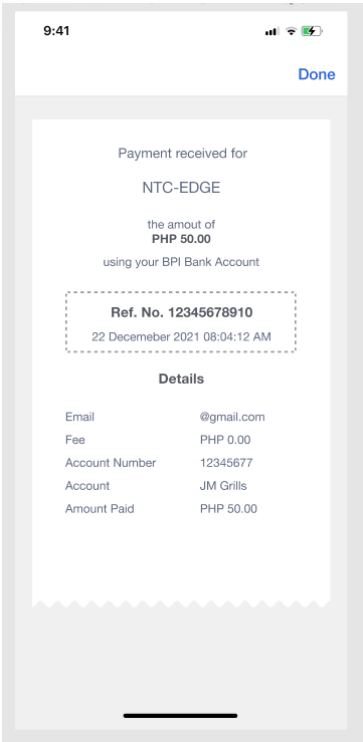 9:41
Done
Payment received for
NTC-EDGE
the amout of
PHP 50.00
using your BPI Bank Account
Ref. No. 12345678910
22 Decemeber 2021 08:04:12 AM
Details
Email @gmail.com
Fee PHP 0.00
Account Number 12345677
Account JM Grills
Amount Paid PHP 50.00